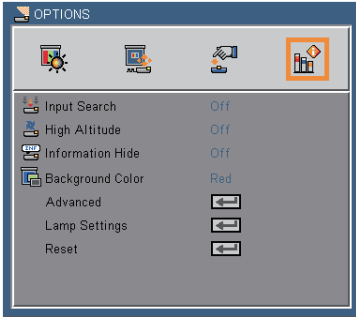 OPTIONS
Input Search Off
High Altitude Off
Information Hide Off
Background Color Red
Advanced
Lamp Settings
Reset